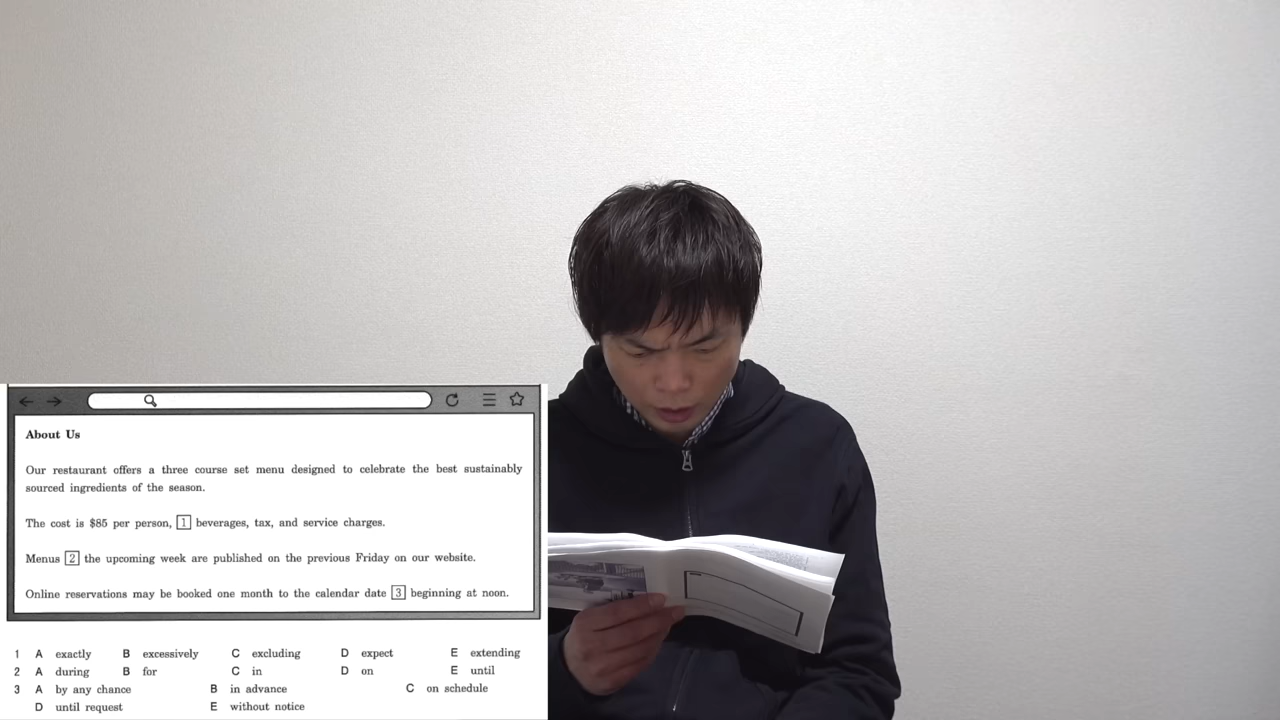 About Us
Our restaurant offers a three course set menu designed to celebrate the best sustainably
sourced ingredients of the season.
The cost is $85 per person, 1 beverages, tax, and service charges.
Menus 2 the upcoming week are published on the previous Friday on our website.
Online reservations may be booked one month to the calendar date 3 beginning at noon.
1 A exactly B excessively C excluding D expect E extending
2 A during B for C in D on E until
3 A by any chance B in advance C on schedule
D until request E without notice